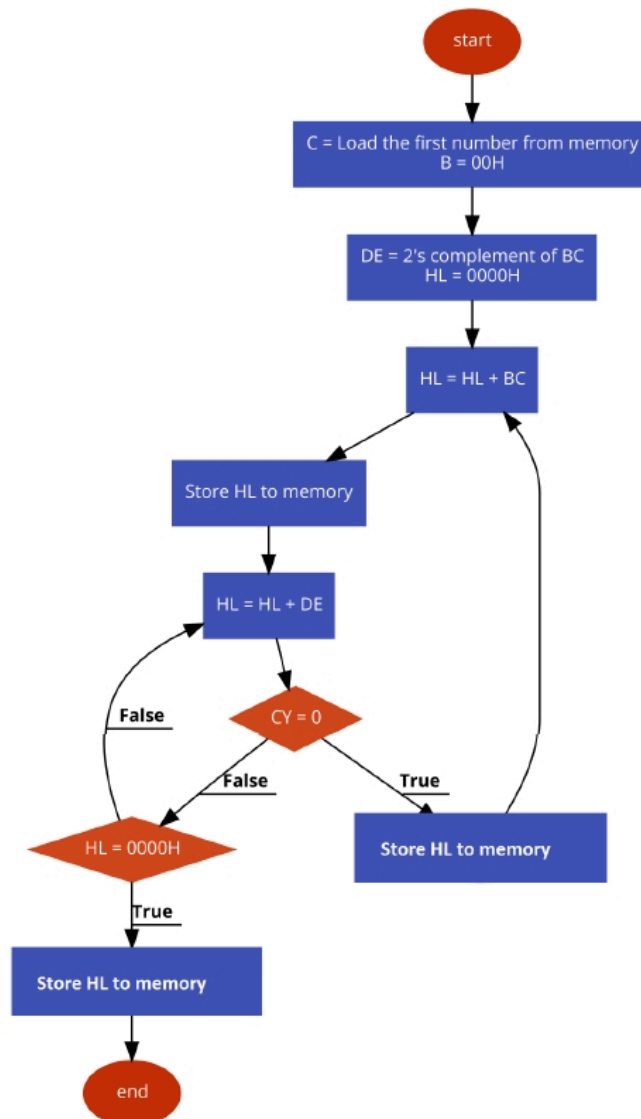 start
C = Load the first number from memory
B = 00H
DE = 2's complement of BC
HL = 0000H
HL = HL + BC
Store HL to memory
HL = HL + DE
CY = 0
False
False
True
HL = 0000H
Store HL to memory
True
Store HL to memory
end